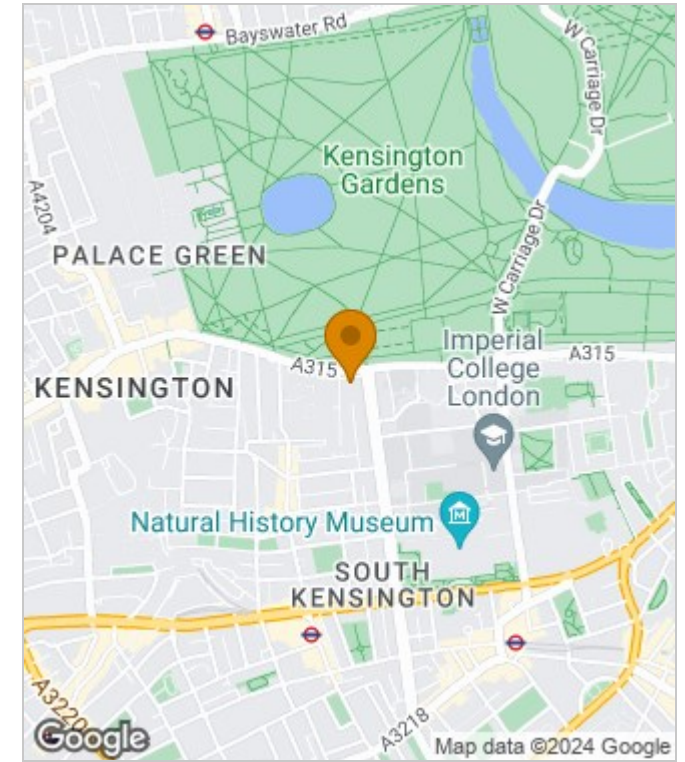 Bayswater Rd
W Carriage Dr
Kensington
Gardens
A4204
PALACE GREEN
W Carriage Dr
Imperial
College
London
A315
A315
KENSINGTON
Natural History Museum
SOUTH
KENSINGTON
A3220
A3218
Google
Map data ©2024 Google